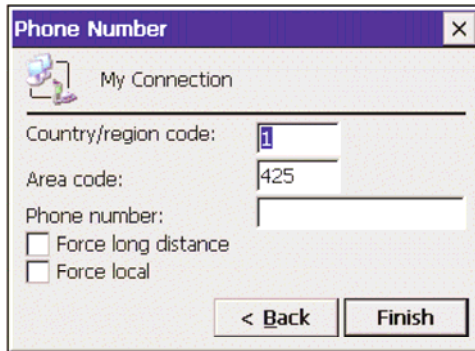 Phone Number
My Connection
Country/region code: 1
Area code: 425
Phone number:
Force long distance
Force local
< Back Finish